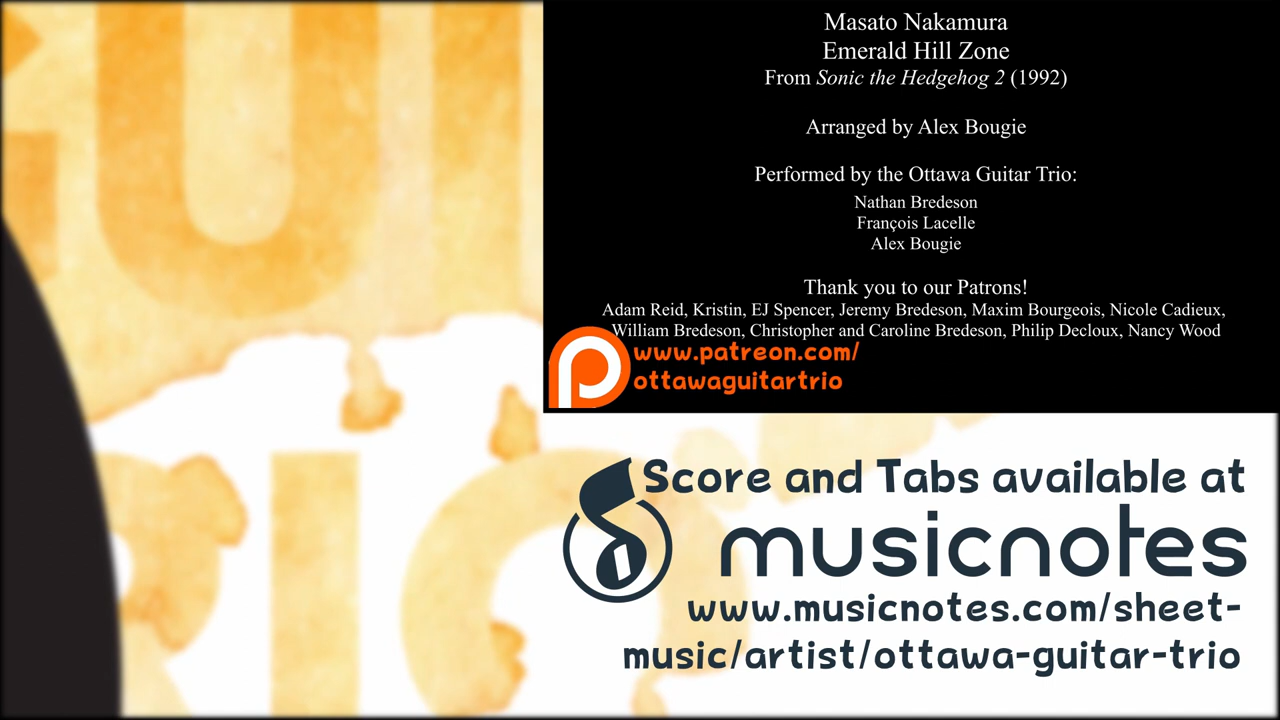 Masato Nakamura
Emerald Hill Zone
From Sonic the Hedgehog 2 (1992)
Arranged by Alex Bougie
Performed by the Ottawa Guitar Trio:
Nathan Bredeson
François Lacelle
Alex Bougie
Thank you to our Patrons!
Adam Reid, Kristin, EJ Spencer, Jeremy Bredeson, Maxim Bourgeois, Nicole Cadieux,
William Bredeson, Christopher and Caroline Bredeson, Philip Decloux, Nancy Wood
www.patreon.com/
ottawaguitartrio
Score and Tabs available at
musicnotes
www.musicnotes.com/sheet-
music/artist/ottawa-guitar-trio